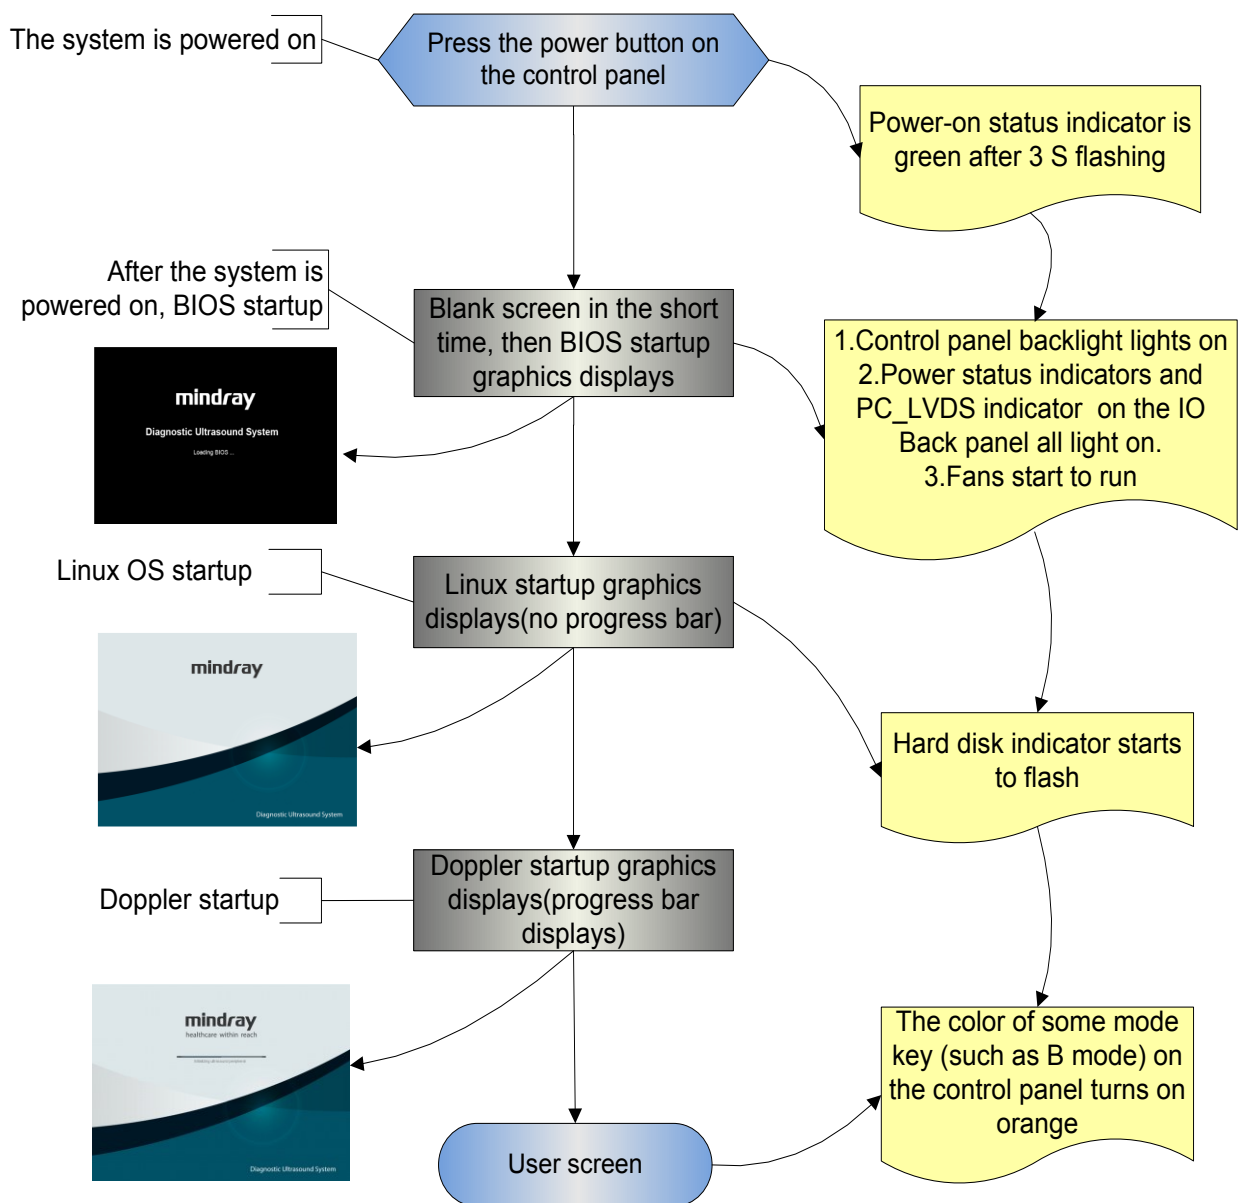 The system is powered on
Press the power button on
the control panel
Power-on status indicator is
green after 3 S flashing
After the system is
powered on, BIOS startup
Blank screen in the short
time, then BIOS startup
graphics displays
1.Control panel backlight lights on
2.Power status indicators and
PC_LVDS indicator on the IO
Back panel all light on.
3.Fans start to run
mindray
Diagnostic Ultrasound System
Loading BIOS ...
Linux OS startup
Linux startup graphics
displays(no progress bar)
mindray
Diagnostic Ultrasound System
Hard disk indicator starts
to flash
Doppler startup
Doppler startup graphics
displays(progress bar
displays)
mindray
healthcare within reach
Diagnostic Ultrasound System
The color of some mode
key (such as B mode) on
the control panel turns on
orange
User screen